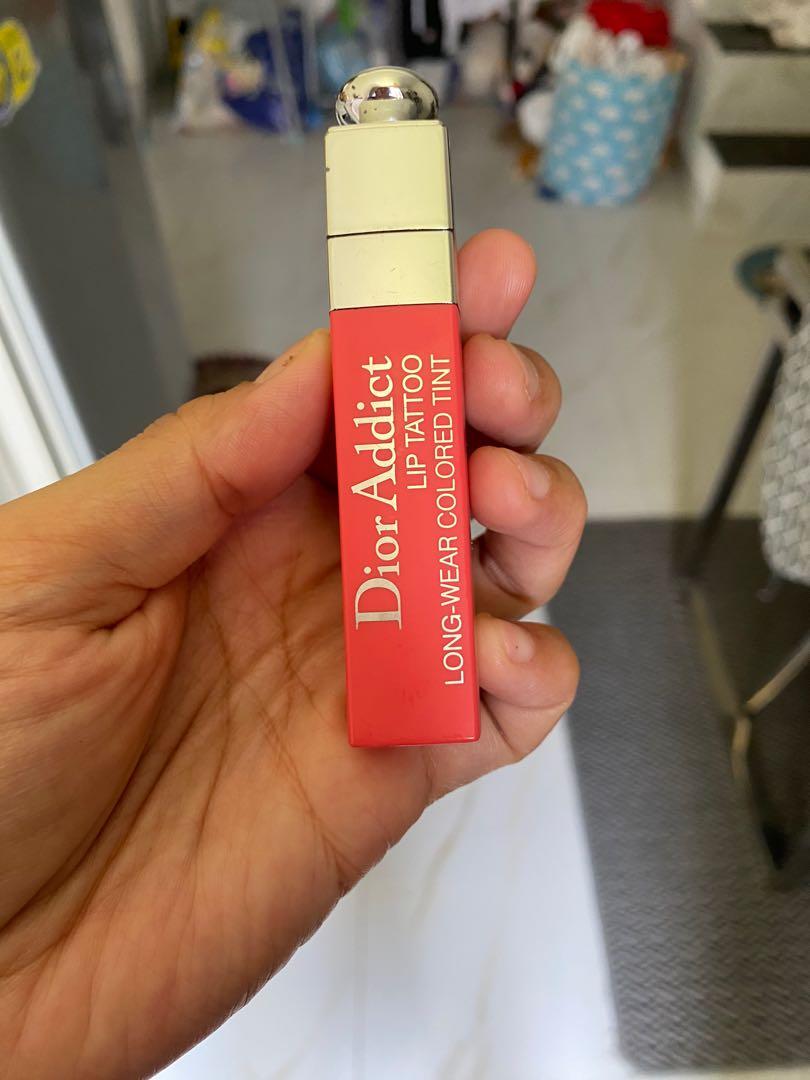 Dior Addict
LIP TATTOO
LONG-WEAR COLORED TINT